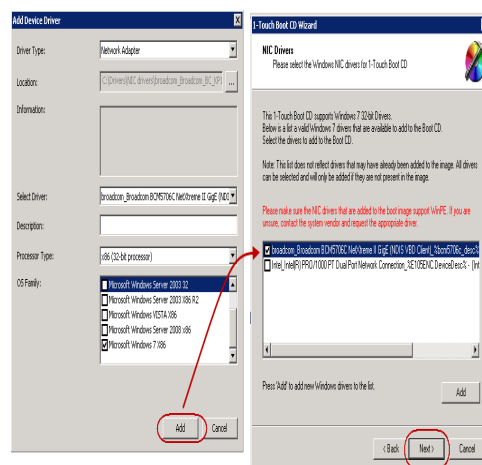 Add Device Driver
X
Driver Type:
Network Adapter
Location:
C:\Drivers\NIC drivers\broadcom_Broadcom_BC_KP1
...
Information:
Select Driver:
broadcom_Broadcom BCM5706C NetXtreme II GigE (NDI
Description:
Processor Type:
x86 (32-bit processor)
OS Family:
Microsoft Windows Server 2003 32
Microsoft Windows Server 2003 X86 R2
Microsoft Windows VISTA X86
Microsoft Windows Server 2008 x86
Microsoft Windows 7 X86
Add
Cancel
1-Touch Boot CD Wizard
NIC Drivers
Please select the Windows NIC drivers for 1-Touch Boot CD
This 1-Touch Boot CD supports Windows 7 32-bit Drivers.
Below is a list a valid Windows 7 drivers that are available to add to the Boot CD.
Select the drivers to add to the Boot CD.
Note: This list does not reflect drivers that may have already been added to the image. All drivers
can be selected and will only be added if they are not present in the image.
Please make sure the NIC drivers that are added to the boot image support WinPE. If you are
unsure, contact the system vendor and request the appropriate driver.
broadcom_Broadcom BCM5706C NetXtreme II GigE (NDIS VBD Client)_%bcm5706c_desc%
Intel_Intel(R) PRO/1000 PT Dual Port Network Connection_%E105ENC.DeviceDesc% - (Int
Press 'Add' to add new Windows drivers to the list.
Add
< Back
Next >
Cancel